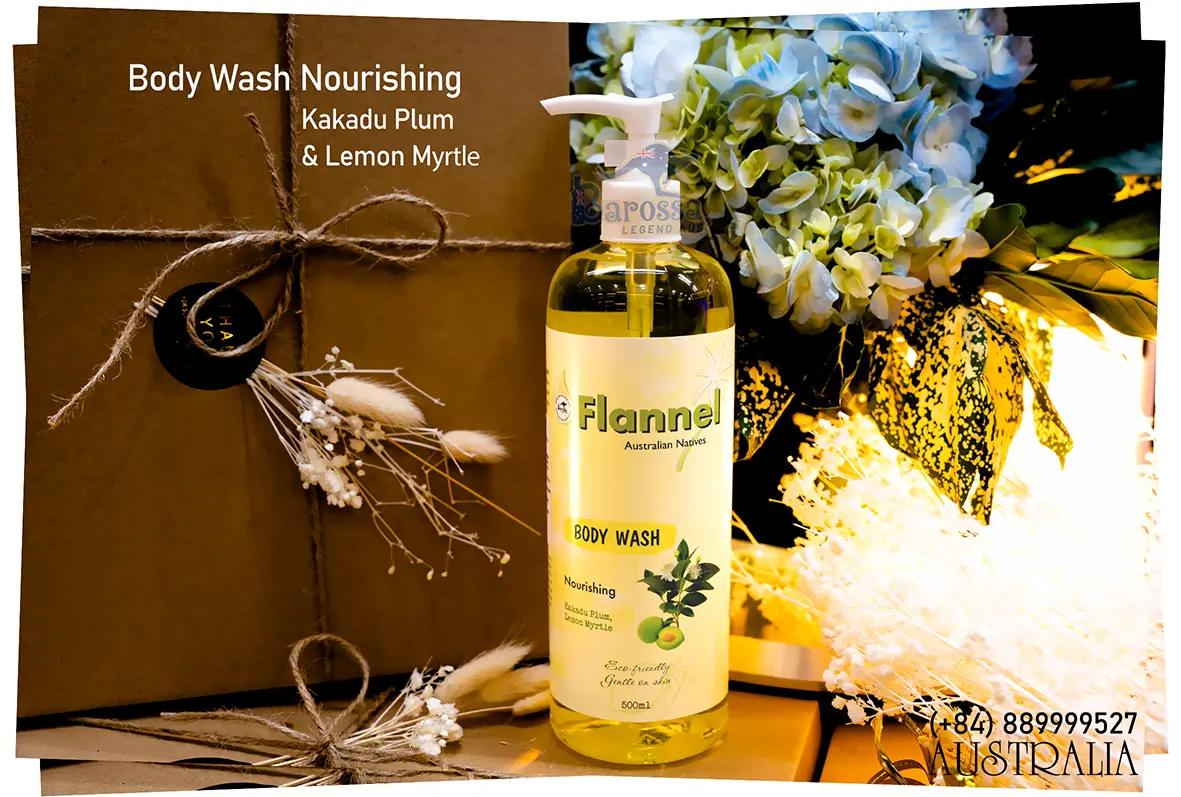 Body Wash Nourishing
Kakadu Plum
& Lemon Myrtle
barossa
LEGEND AUS
Flannel
Australian Natives
BODY WASH
Nourishing
Kakadu Plum,
Lemon Myrtle
Eco-friendly
Gentle on skin
500ml
(+84) 889999527
AUSTRALIA